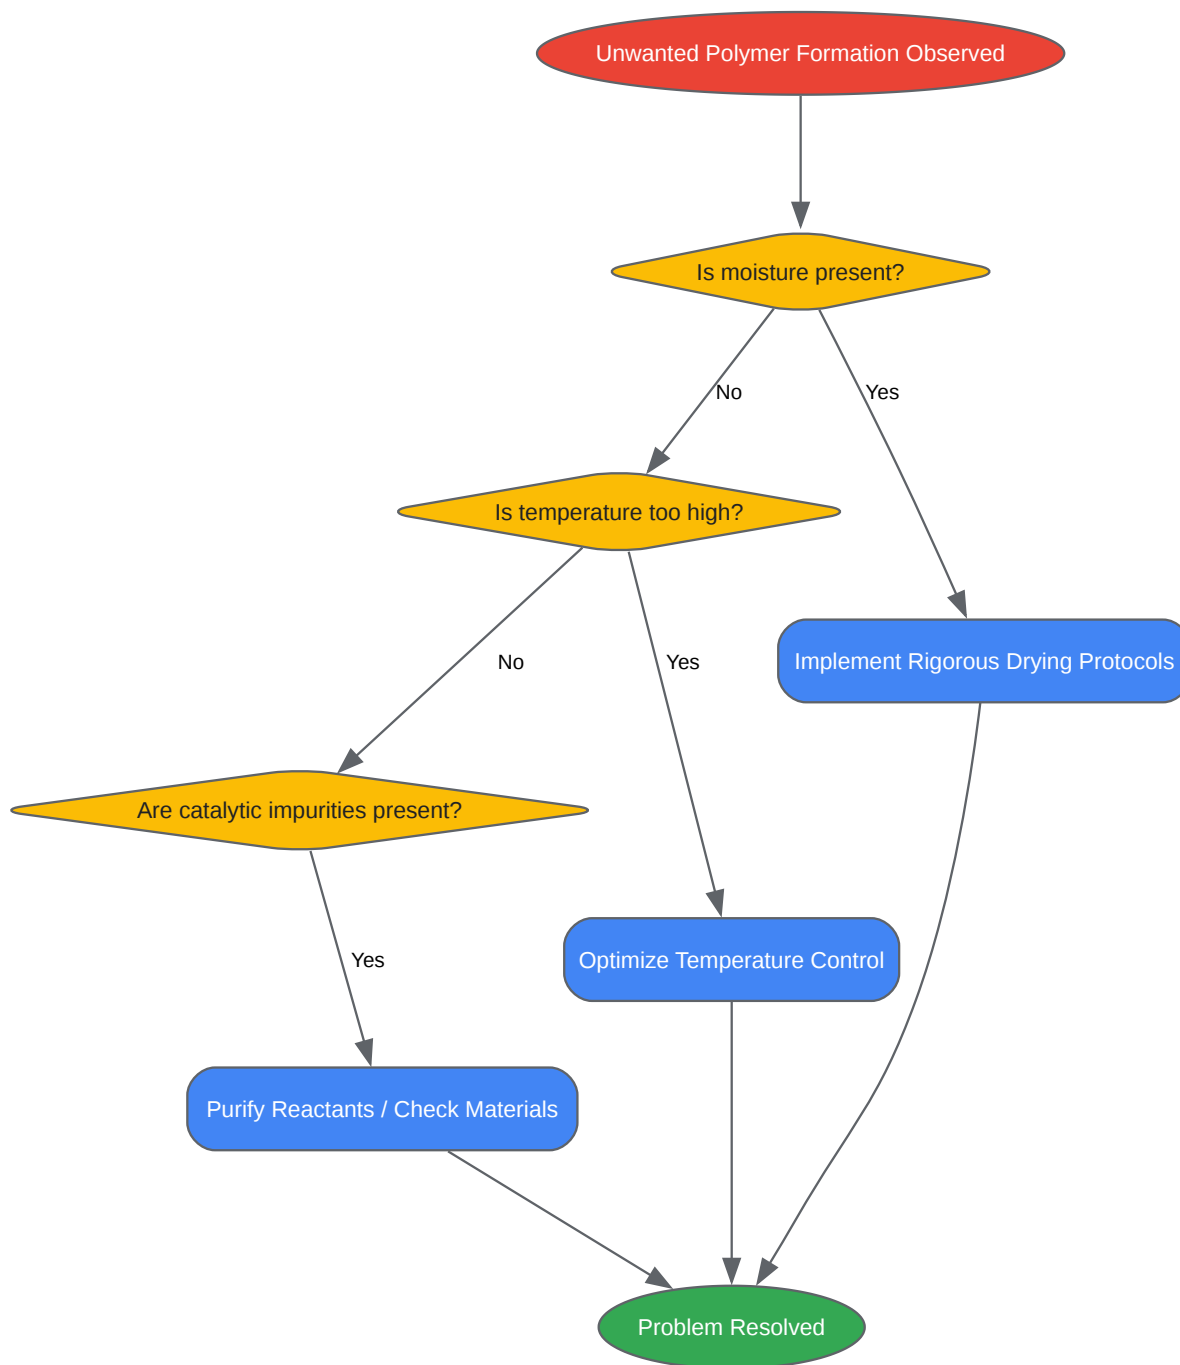 Unwanted Polymer Formation Observed
Is moisture present?
No
Yes
Is temperature too high?
No
Yes
Implement Rigorous Drying Protocols
Are catalytic impurities present?
Yes
Optimize Temperature Control
Purify Reactants / Check Materials
Problem Resolved